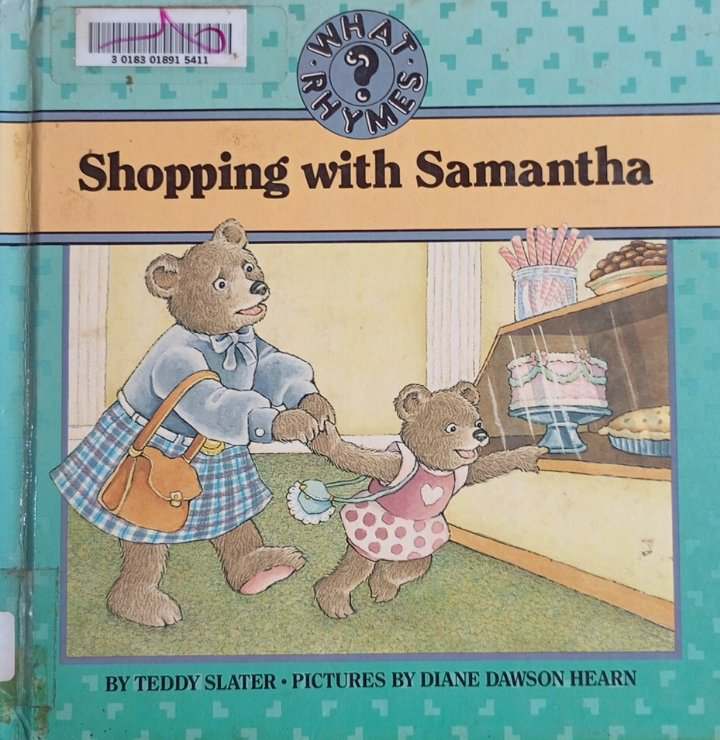 3 0183 01891 5411
WHAT
?
RHYMES
Shopping with Samantha
BY TEDDY SLATER • PICTURES BY DIANE DAWSON HEARN